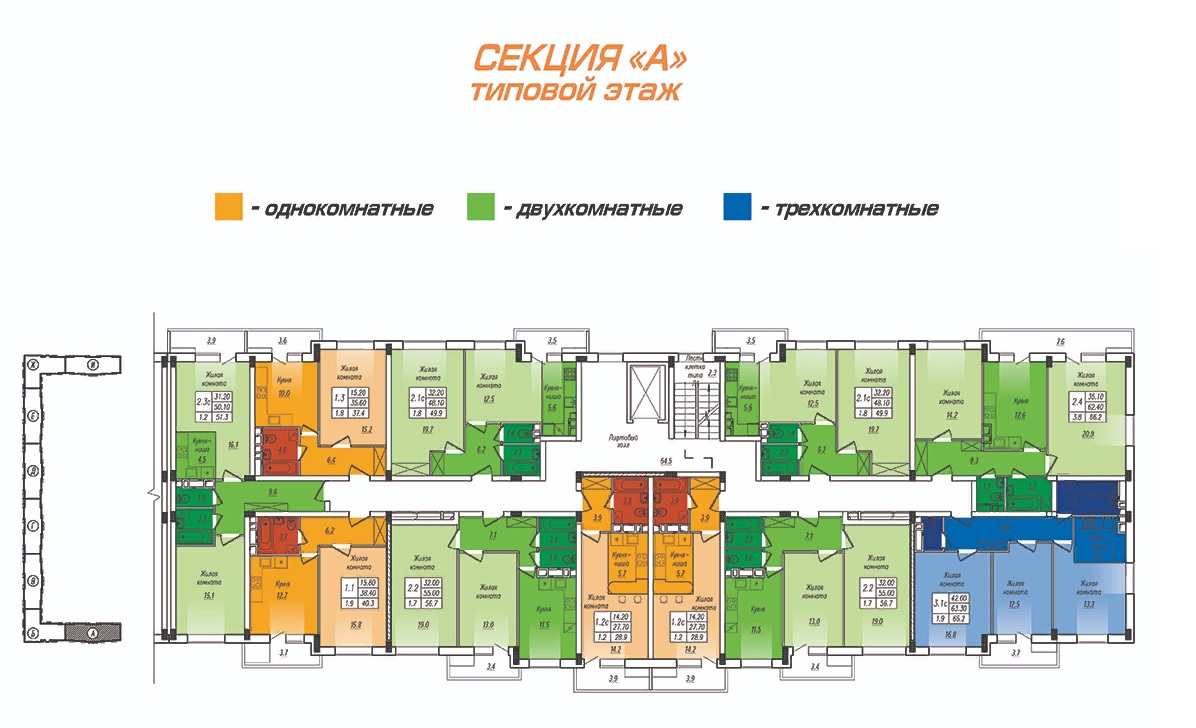 СЕКЦИЯ «А»
ТИПОВОЙ ЭТАЖ
- однокомнатные
- двухкомнатные
- трехкомнатные
3.9
3.6
3.5
3.5
7.6
К
И
Е
Д
Г
В
Б
А
Жилая
комната
2.3с
31.20
50.10
1.2
51.3
16.1
Кухня-
ниша
4.5
Кухня
10.0
1.3
15.20
35.60
1.8
37.4
15.2
4.0
6.4
Жилая
комната
2.1с
32.20
48.10
1.8
49.9
19.7
Жилая
комната
12.5
5.6
6.2
Лифтовый
холл
64.5
Лест.
клетка
типа
2.3
Кухня-
ниша
5.6
Жилая
комната
12.5
Жилая
комната
2.1с
32.20
48.10
1.8
49.9
19.7
Жилая
комната
14.2
Кухня
17.6
Жилая
комната
2.4
35.10
62.40
3.8
66.2
20.9
9.3
9.6
6.2
Жилая
комната
16.1
Кухня
12.7
Жилая
комната
1.1
15.60
38.40
1.9
40.3
15.8
3.7
Жилая
комната
2.2
32.00
55.00
1.7
56.7
19.0
7.1
Жилая
комната
13.0
Кухня
11.5
3.4
3.9
3.9
Кухня-
ниша
5.7
Жилая
комната
1.2с
14.20
27.70
1.2
28.9
14.2
3.9
3.9
3.9
Кухня-
ниша
5.7
Жилая
комната
1.2с
14.20
27.70
1.2
28.9
14.2
3.9
7.1
Кухня
11.5
Жилая
комната
13.0
3.4
Жилая
комната
2.2
32.00
55.00
1.7
56.7
19.0
Жилая
комната
3.1с
42.60
63.30
1.9
65.2
16.8
Жилая
комната
12.5
3.7
Жилая
комната
13.3